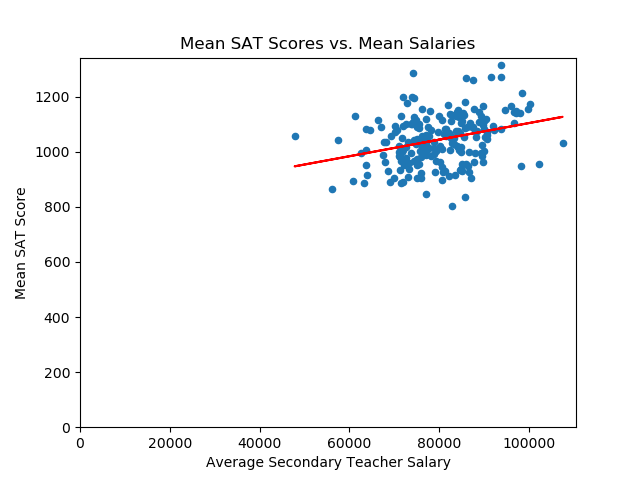 Mean SAT Scores vs. Mean Salaries
1200
1000
800
600
400
200
0
Mean SAT Score
0 20000 40000 60000 80000 100000
Average Secondary Teacher Salary